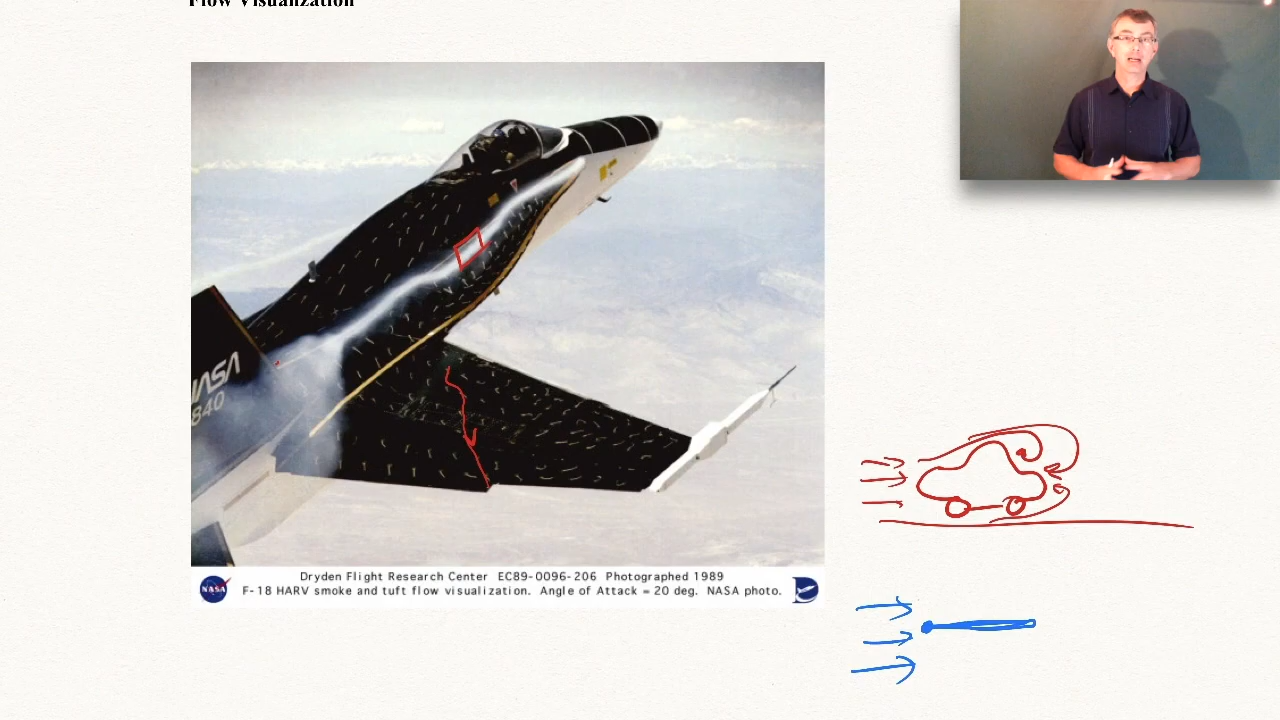 Flow Visualization
NASA
840
Dryden Flight Research Center EC89-0096-206 Photographed 1989
NASA
F-18 HARV smoke and tuft flow visualization. Angle of Attack = 20 deg. NASA photo.